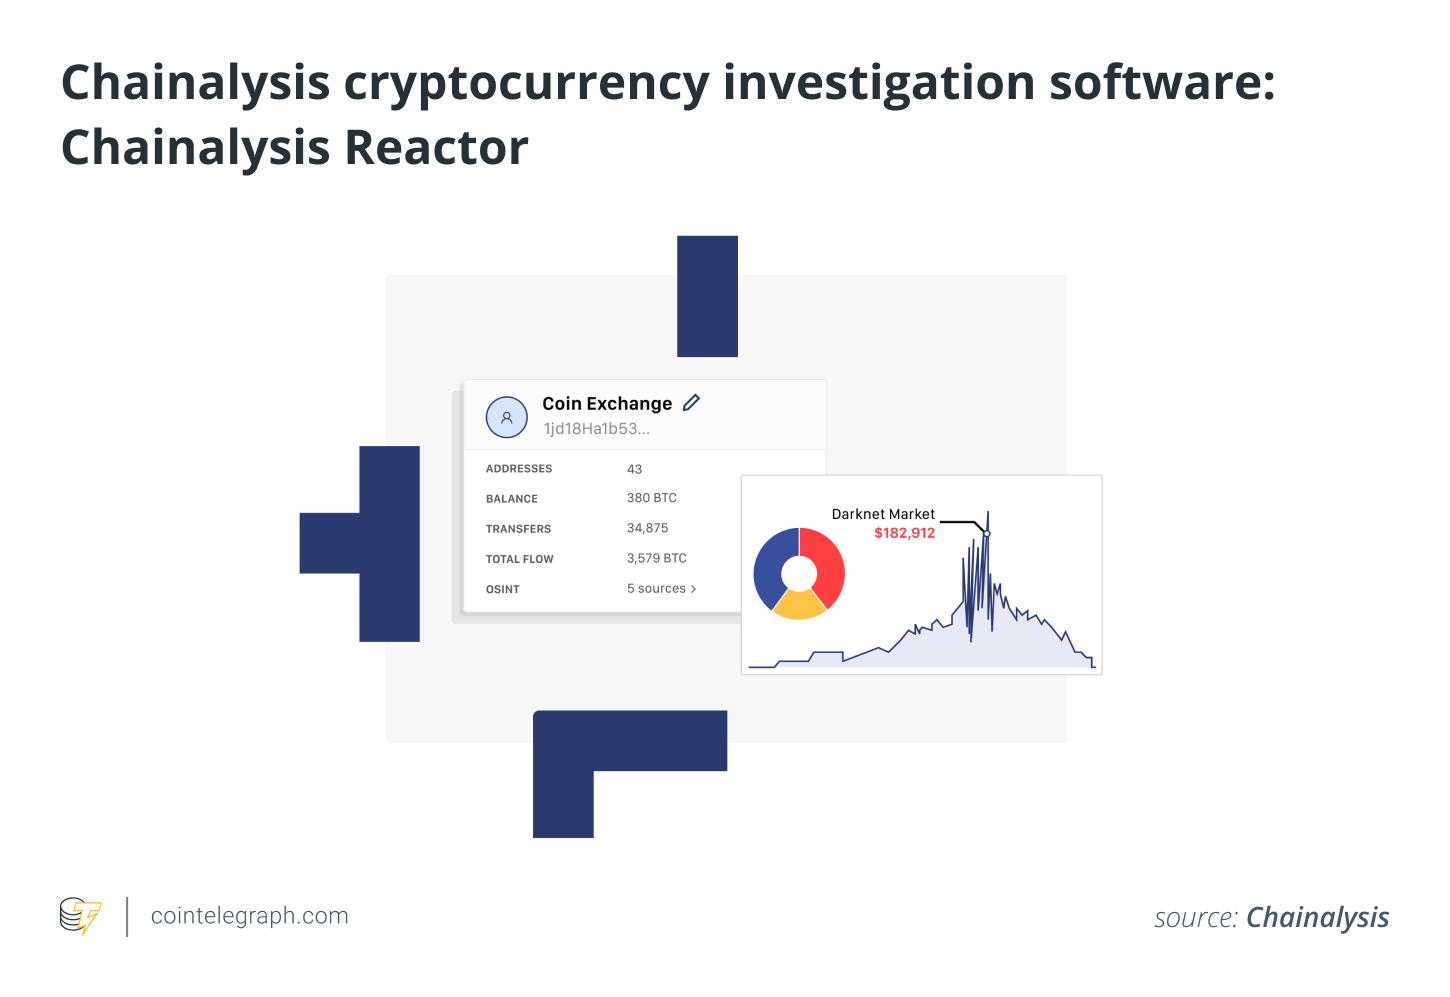 Chainalysis cryptocurrency investigation software:
Chainalysis Reactor
Coin Exchange
1jd18Ha1b53...
ADDRESSES 43
BALANCE 380 BTC
TRANSFERS 34,875
TOTAL FLOW 3,579 BTC
OSINT 5 sources >
Darknet Market
$182,912
cointelegraph.com
source: Chainalysis